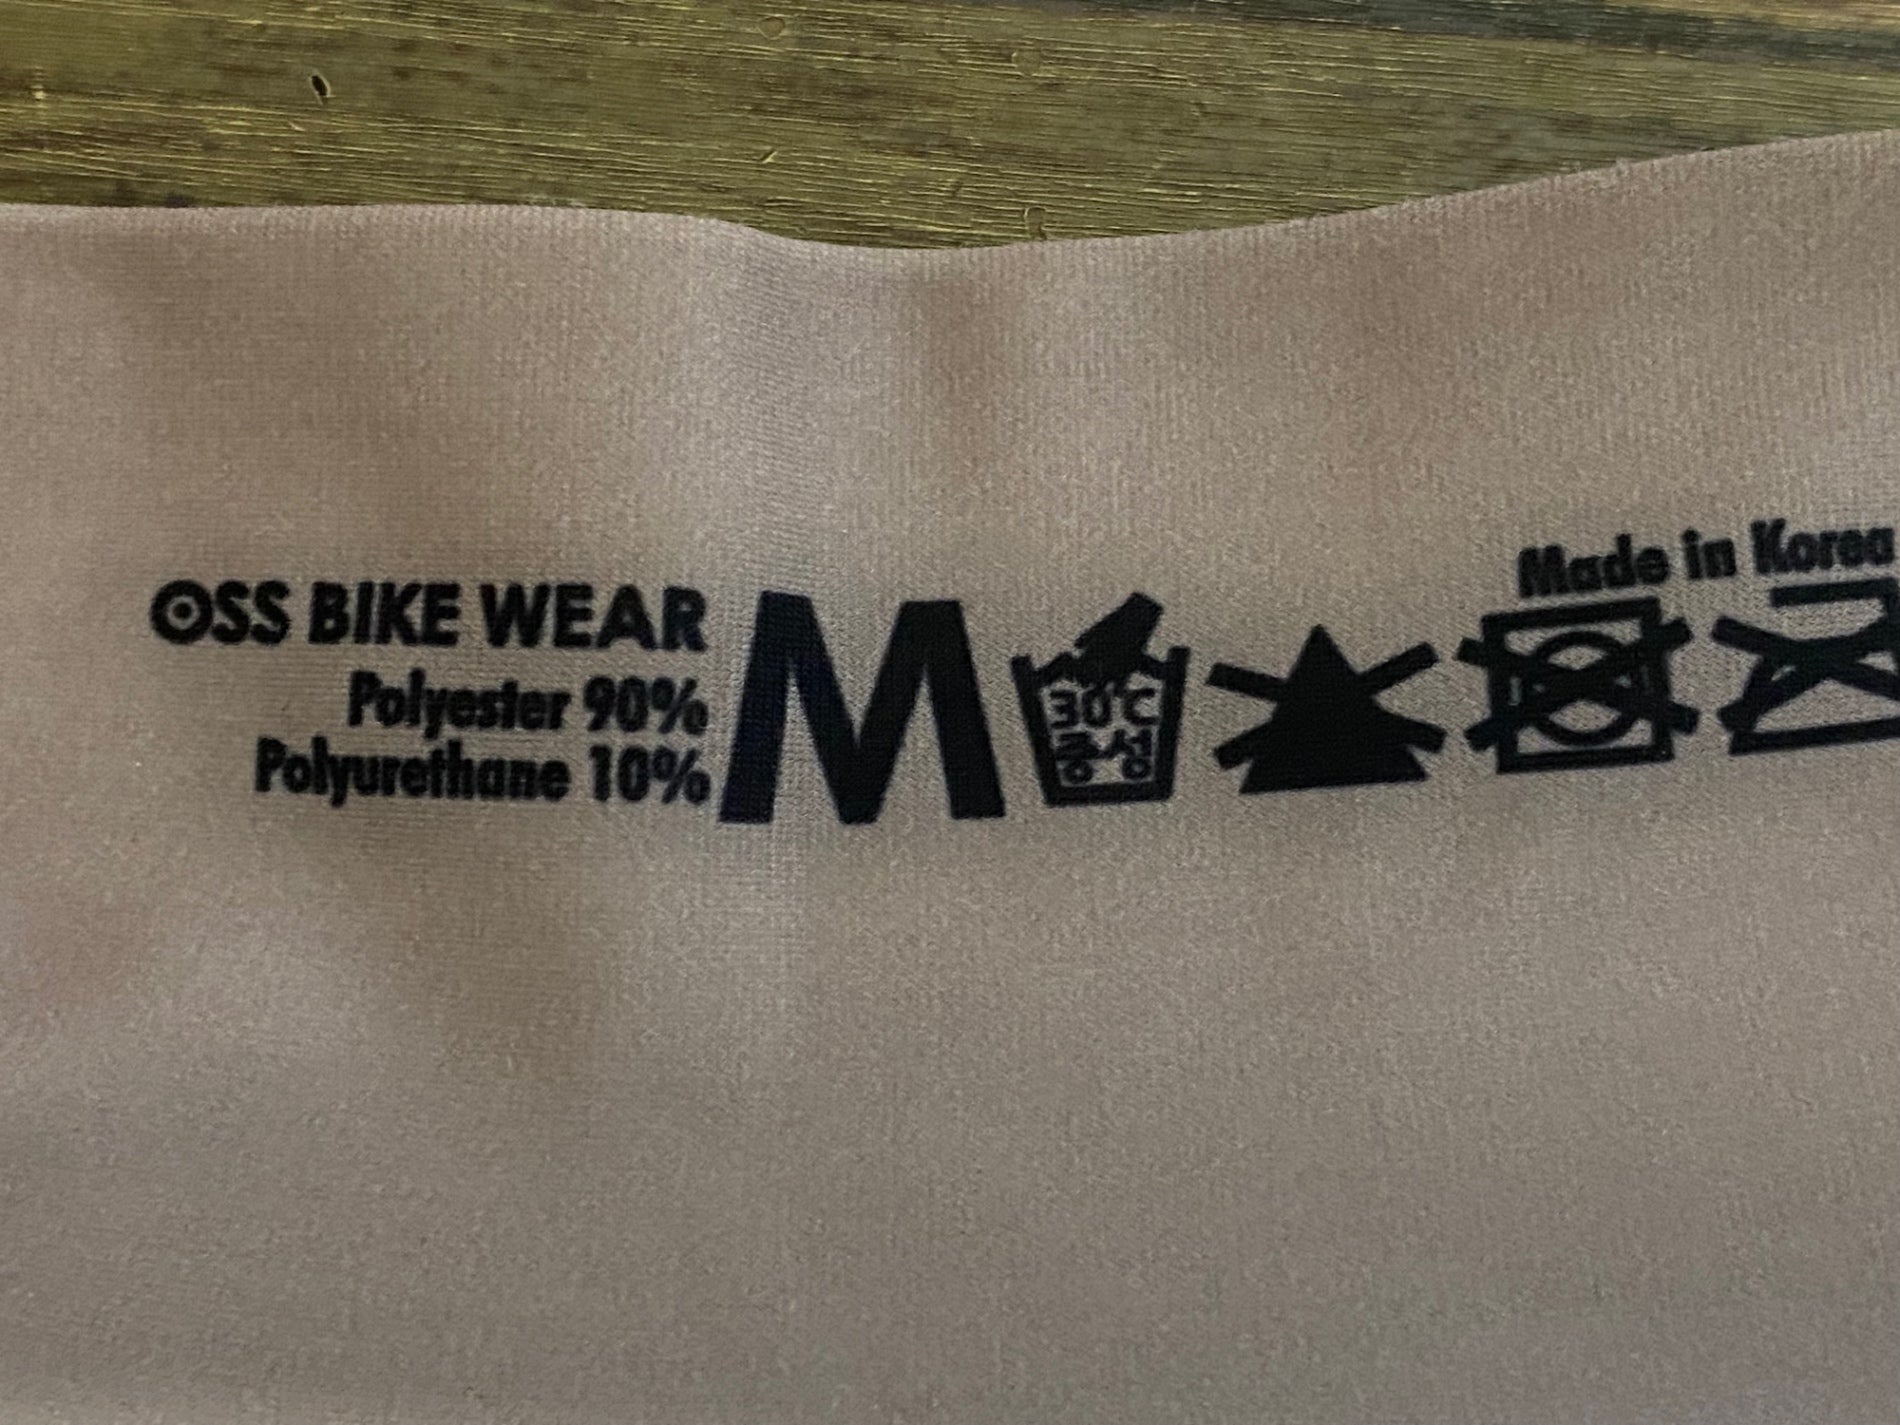 OSS BIKE WEAR
Polyester 90%
Polyurethane 10%
M
30℃
중성
Made in Korea